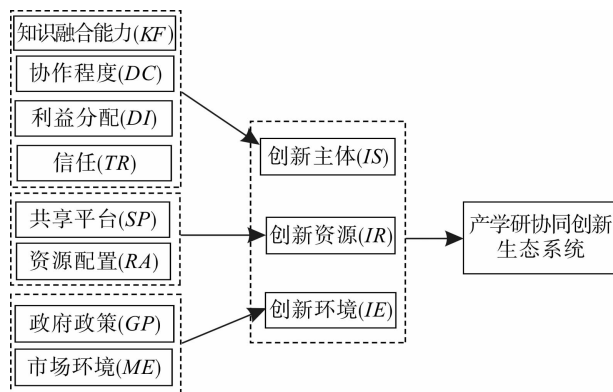 知识融合能力(KF)
协作程度(DC)
利益分配(DI)
信任(TR)
共享平台(SP)
资源配置(RA)
政府政策(GP)
市场环境(ME)
创新主体(IS)
创新资源(IR)
创新环境(IE)
产学研协同创新
生态系统